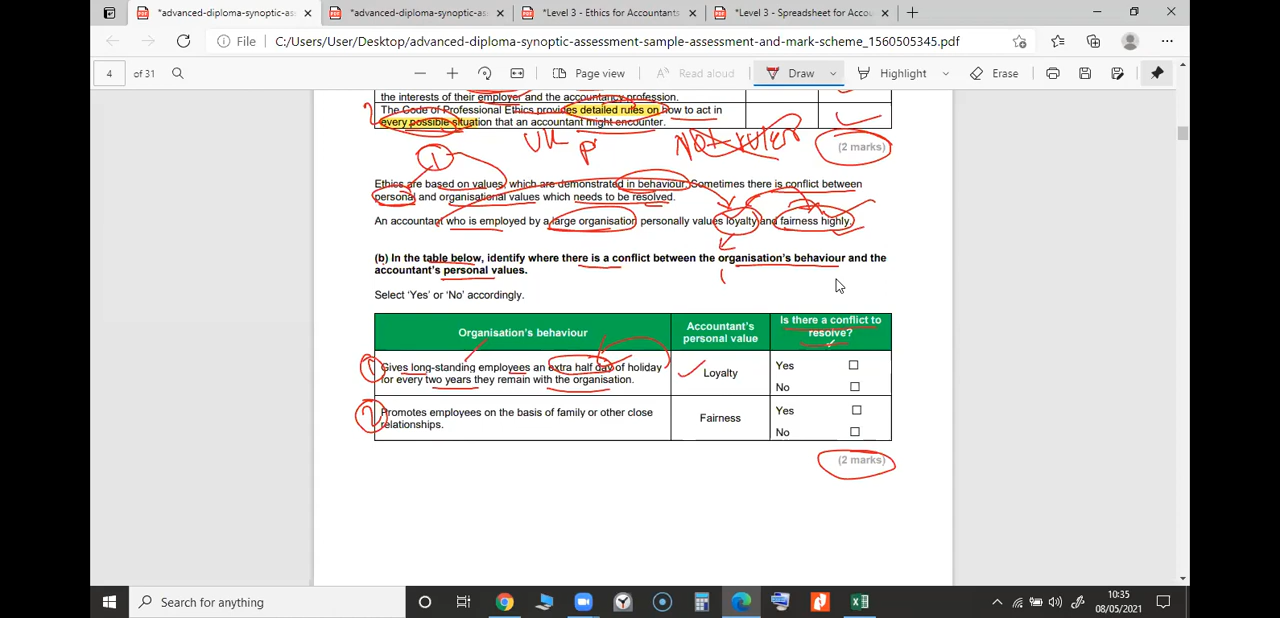 *advanced-diploma-synoptic-asse
*advanced-diploma-synoptic-asse
*Level 3 - Ethics for Accountants
*Level 3 - Spreadsheet for Accou
File
C:/Users/User/Desktop/advanced-diploma-synoptic-assessment-sample-assessment-and-mark-scheme_1560505345.pdf
4
of 31
Page view
Read aloud
Draw
Highlight
Erase
the interests of their employer and the accountancy profession.
The Code of Professional Ethics provides detailed rules on how to act in
every possible situation that an accountant might encounter.
(2 marks)
2
UK
P
NOT rules
1
Ethics are based on values, which are demonstrated in behaviour. Sometimes there is conflict between
personal and organisational values which needs to be resolved.
An accountant who is employed by a large organisation personally values loyalty and fairness highly.
(b) In the table below, identify where there is a conflict between the organisation's behaviour and the
accountant's personal values.
Select 'Yes' or 'No' accordingly.
Organisation's behaviour
Accountant's
personal value
Is there a conflict to
resolve?
1
Gives long-standing employees an extra half day of holiday
for every two years they remain with the organisation.
Loyalty
Yes
No
2
Promotes employees on the basis of family or other close
relationships.
Fairness
Yes
No
(2 marks)
Search for anything
10:35
08/05/2021